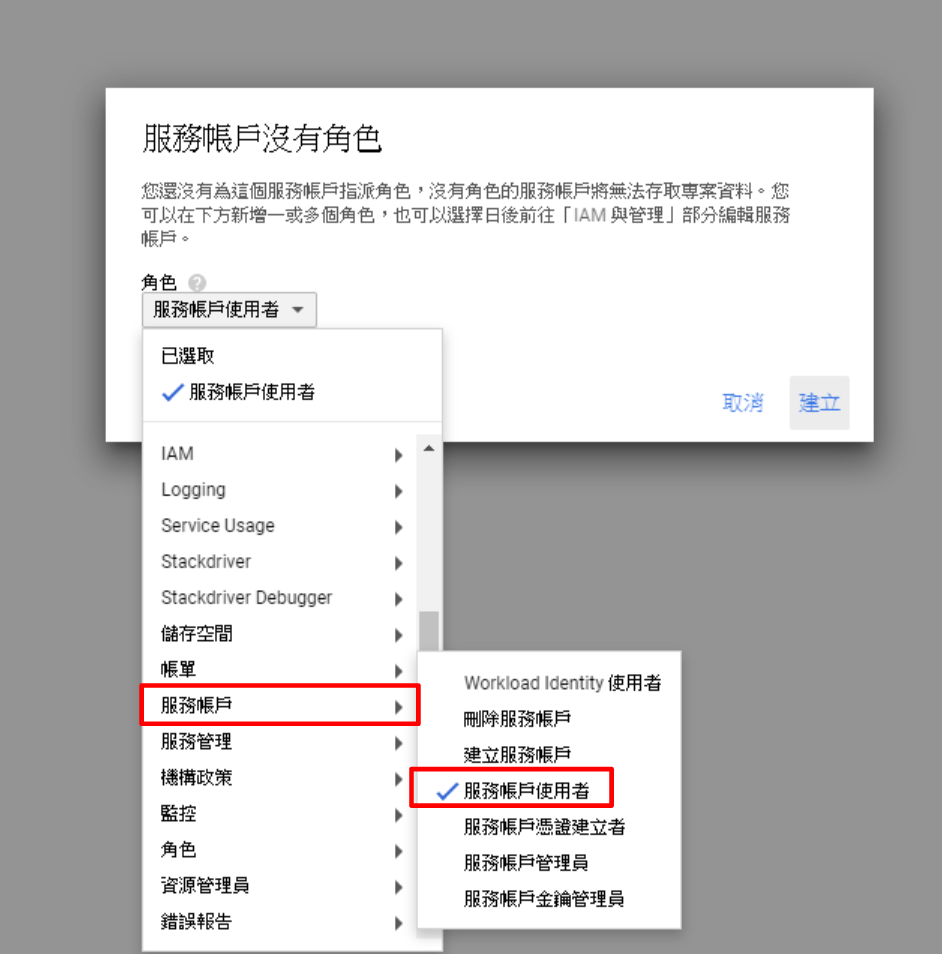 服務帳戶沒有角色
您還沒有為這個服務帳戶指派角色，沒有角色的服務帳戶將無法存取專案資料。您
可以在下方新增一或多個角色，也可以選擇日後前往「IAM 與管理」部分編輯服務
帳戶。
角色
服務帳戶使用者
已選取
服務帳戶使用者
取消
建立
IAM
Logging
Service Usage
Stackdriver
Stackdriver Debugger
儲存空間
帳單
服務帳戶
服務管理
機構政策
監控
角色
資源管理員
錯誤報告
Workload Identity 使用者
刪除服務帳戶
建立服務帳戶
服務帳戶使用者
服務帳戶憑證建立者
服務帳戶管理員
服務帳戶金鑰管理員